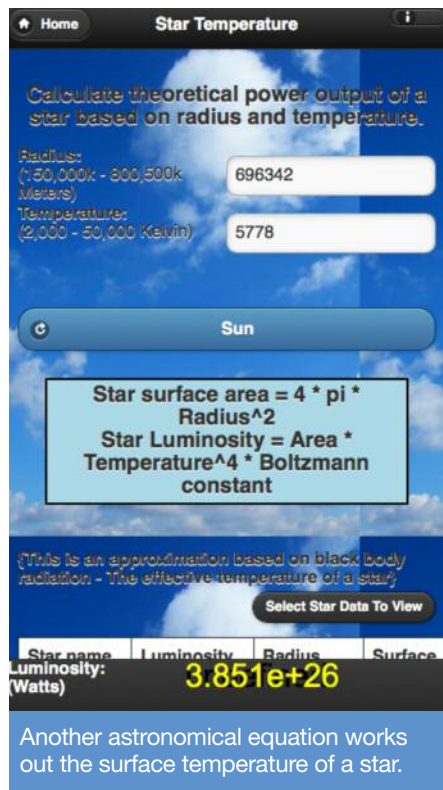 Home
Star Temperature
i
Calculate theoretical power output of a
star based on radius and temperature.
Radius:
(150,000k - 800,500k
Meters)
696342
Temperature:
(2,000 - 50,000 Kelvin)
5778
Sun
Star surface area = 4 * pi *
Radius^2
Star Luminosity = Area *
Temperature^4 * Boltzmann
constant
{This is an approximation based on black body
radiation - The effective temperature of a star}
Select Star Data To View
Star name Luminosity Radius Surface
Luminosity:
(Watts)
3.851e+26
Another astronomical equation works
out the surface temperature of a star.